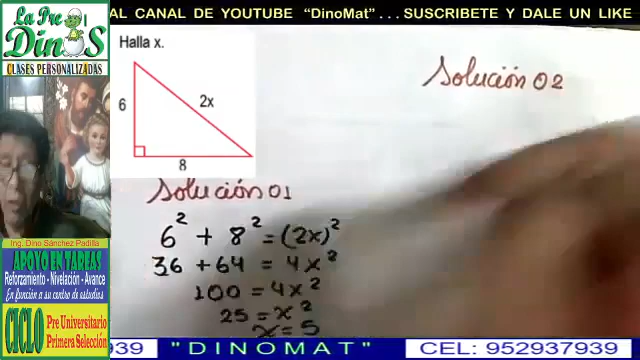 AL CANAL DE YOUTUBE "DinoMat"... SUSCRIBETE Y DALE UN LIKE
La Pre
DinoS
CLASES PERSONALIZADAS
Halla x.
6
2x
8
Solución 02
Solución 01
6² + 8² = (2x)²
36 + 64 = 4x²
100 = 4x²
25 = x²
x = 5
Ing. Dino Sánchez Padilla
APOYO EN TAREAS
Reforzamiento - Nivelación - Avance
En función a su centro de estudios
CICLO
Pre Universitario
Primera Selección
939
"DINOMAT"
CEL: 952937939